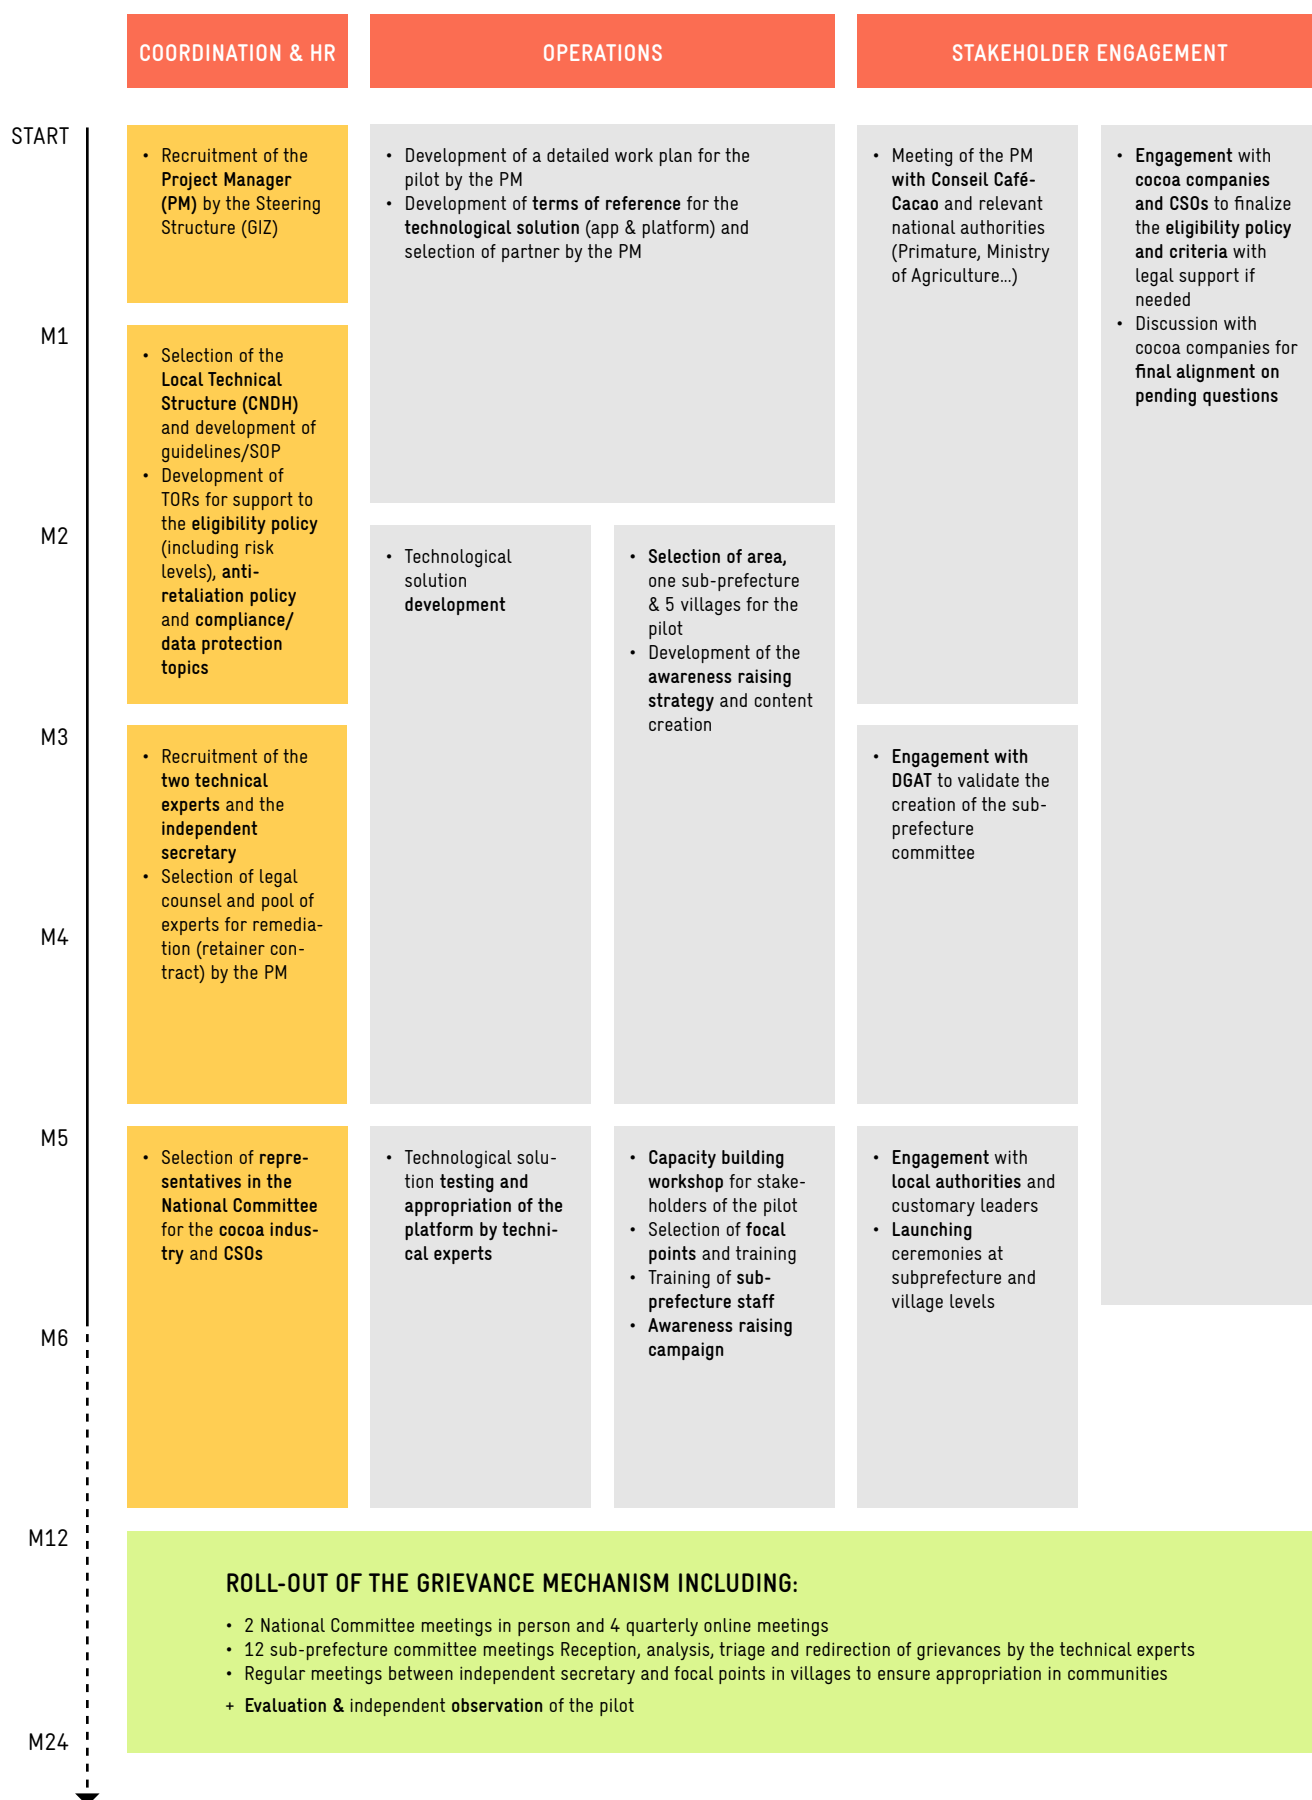 COORDINATION & HR
OPERATIONS
STAKEHOLDER ENGAGEMENT
START
• Recruitment of the
Project Manager
(PM) by the Steering
Structure (GIZ)
• Development of a detailed work plan for the
pilot by the PM
• Development of terms of reference for the
technological solution (app & platform) and
selection of partner by the PM
• Meeting of the PM
with Conseil Café-
Cacao and relevant
national authorities
(Primature, Ministry
of Agriculture...)
• Engagement with
cocoa companies
and CSOs to finalize
the eligibility policy
and criteria with
legal support if
needed
• Discussion with
cocoa companies for
final alignment on
pending questions
M1
• Selection of the
Local Technical
Structure (CNDH)
and development of
guidelines/SOP
• Development of
TORs for support to
the eligibility policy
(including risk
levels), anti-
retaliation policy
and compliance/
data protection
topics
M2
• Technological
solution
development
• Selection of area,
one sub-prefecture
& 5 villages for the
pilot
• Development of the
awareness raising
strategy and content
creation
M3
• Recruitment of the
two technical
experts and the
independent
secretary
• Selection of legal
counsel and pool of
experts for remedia-
tion (retainer con-
tract) by the PM
• Engagement with
DGAT to validate the
creation of the sub-
prefecture
committee
M4
M5
• Selection of repre-
sentatives in the
National Committee
for the cocoa indus-
try and CSOs
• Technological solu-
tion testing and
appropriation of the
platform by techni-
cal experts
• Capacity building
workshop for stake-
holders of the pilot
• Selection of focal
points and training
• Training of sub-
prefecture staff
• Awareness raising
campaign
• Engagement with
local authorities and
customary leaders
• Launching
ceremonies at
subprefecture and
village levels
M6
M12
ROLL-OUT OF THE GRIEVANCE MECHANISM INCLUDING:
• 2 National Committee meetings in person and 4 quarterly online meetings
• 12 sub-prefecture committee meetings Reception, analysis, triage and redirection of grievances by the technical experts
• Regular meetings between independent secretary and focal points in villages to ensure appropriation in communities
+ Evaluation & independent observation of the pilot
M24